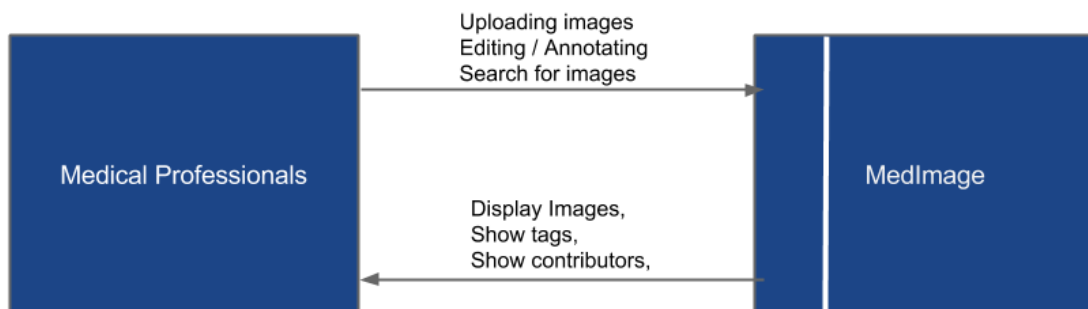 Uploading images
Editing / Annotating
Search for images
Medical Professionals
MedImage
Display Images,
Show tags,
Show contributors,